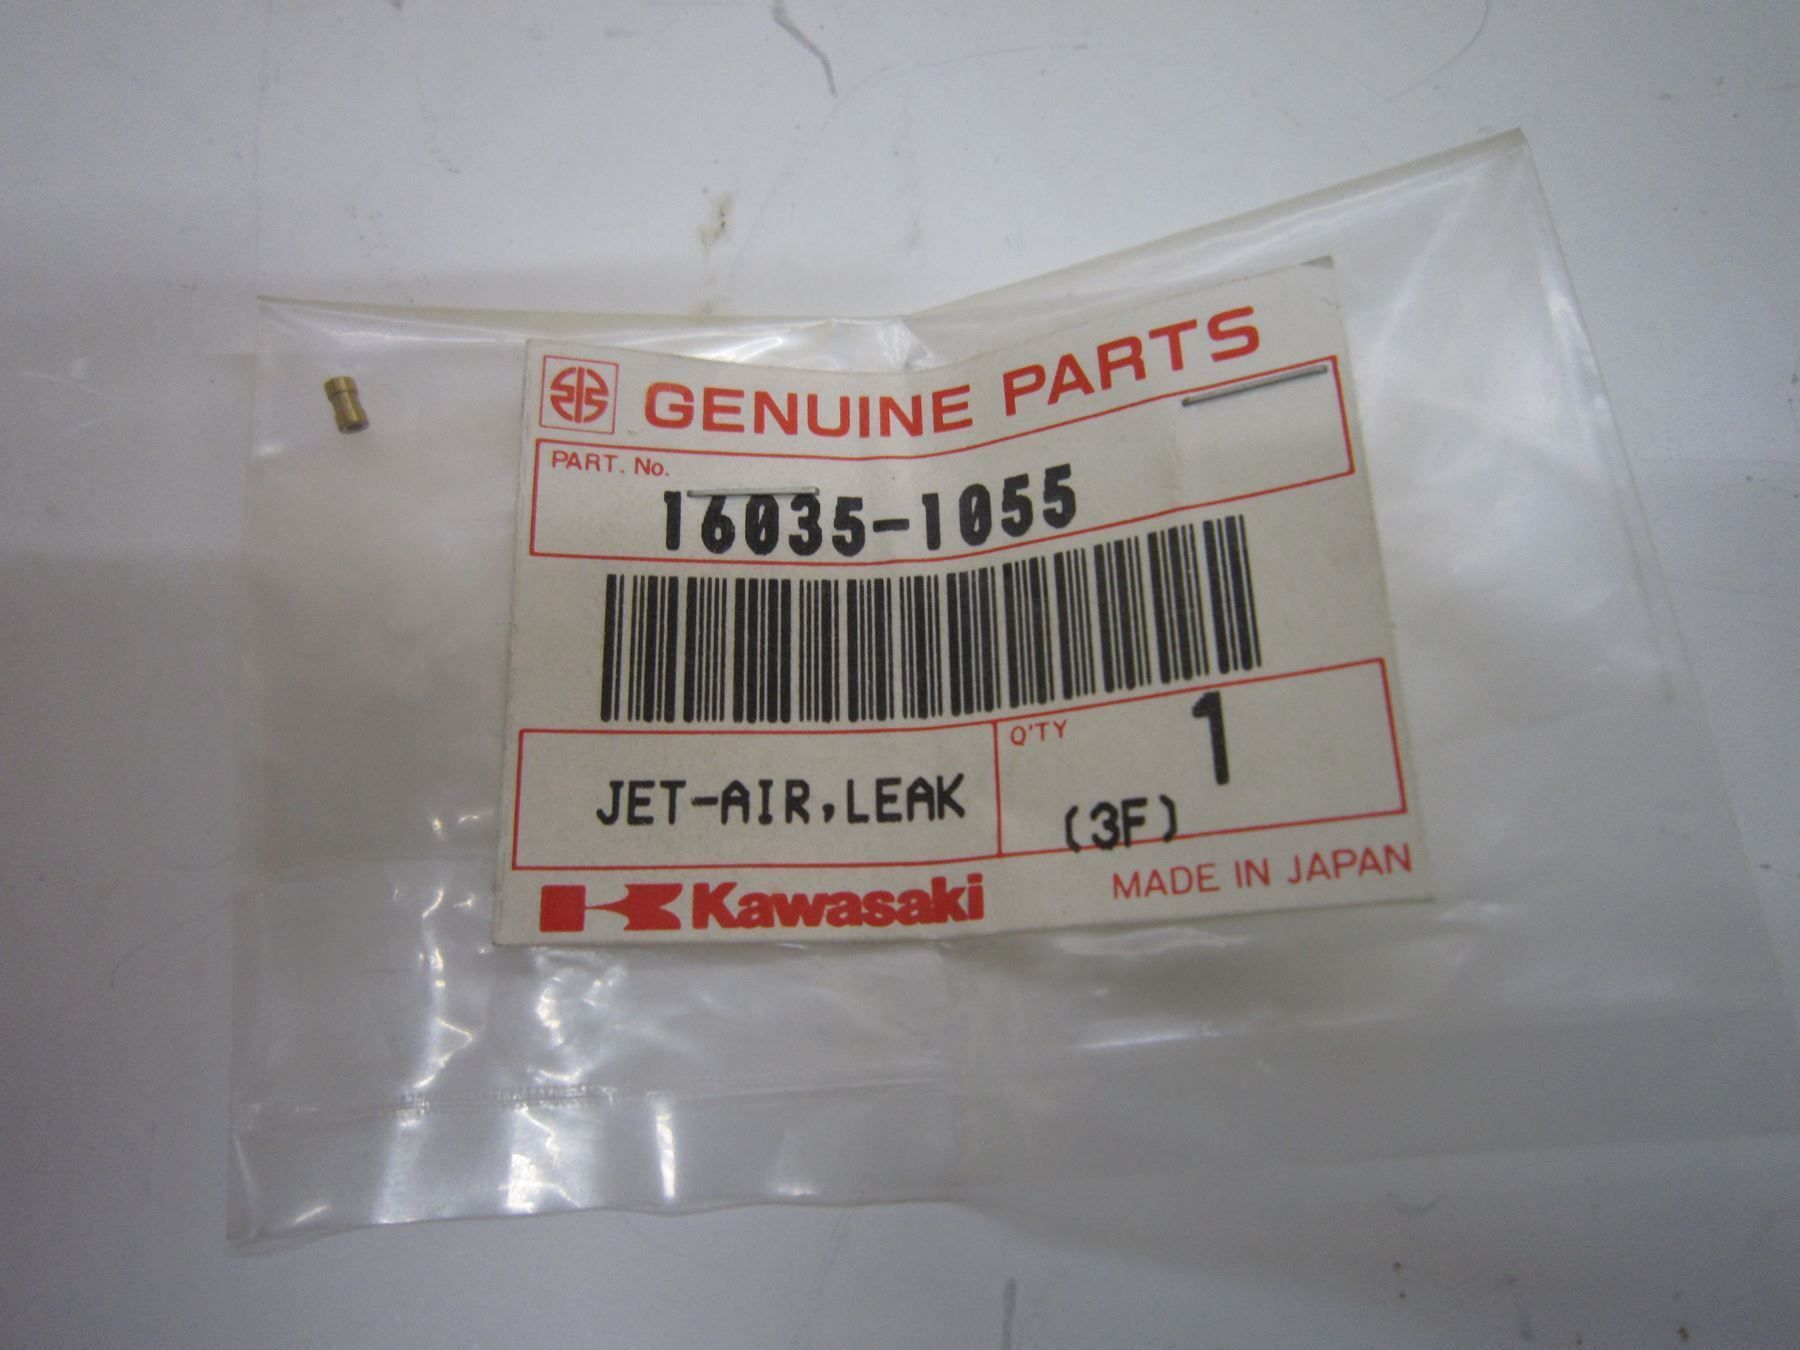 GENUINE PARTS
PART. No.
16035-1055
JET-AIR,LEAK
Q'TY
1
(3F)
Kawasaki
MADE IN JAPAN